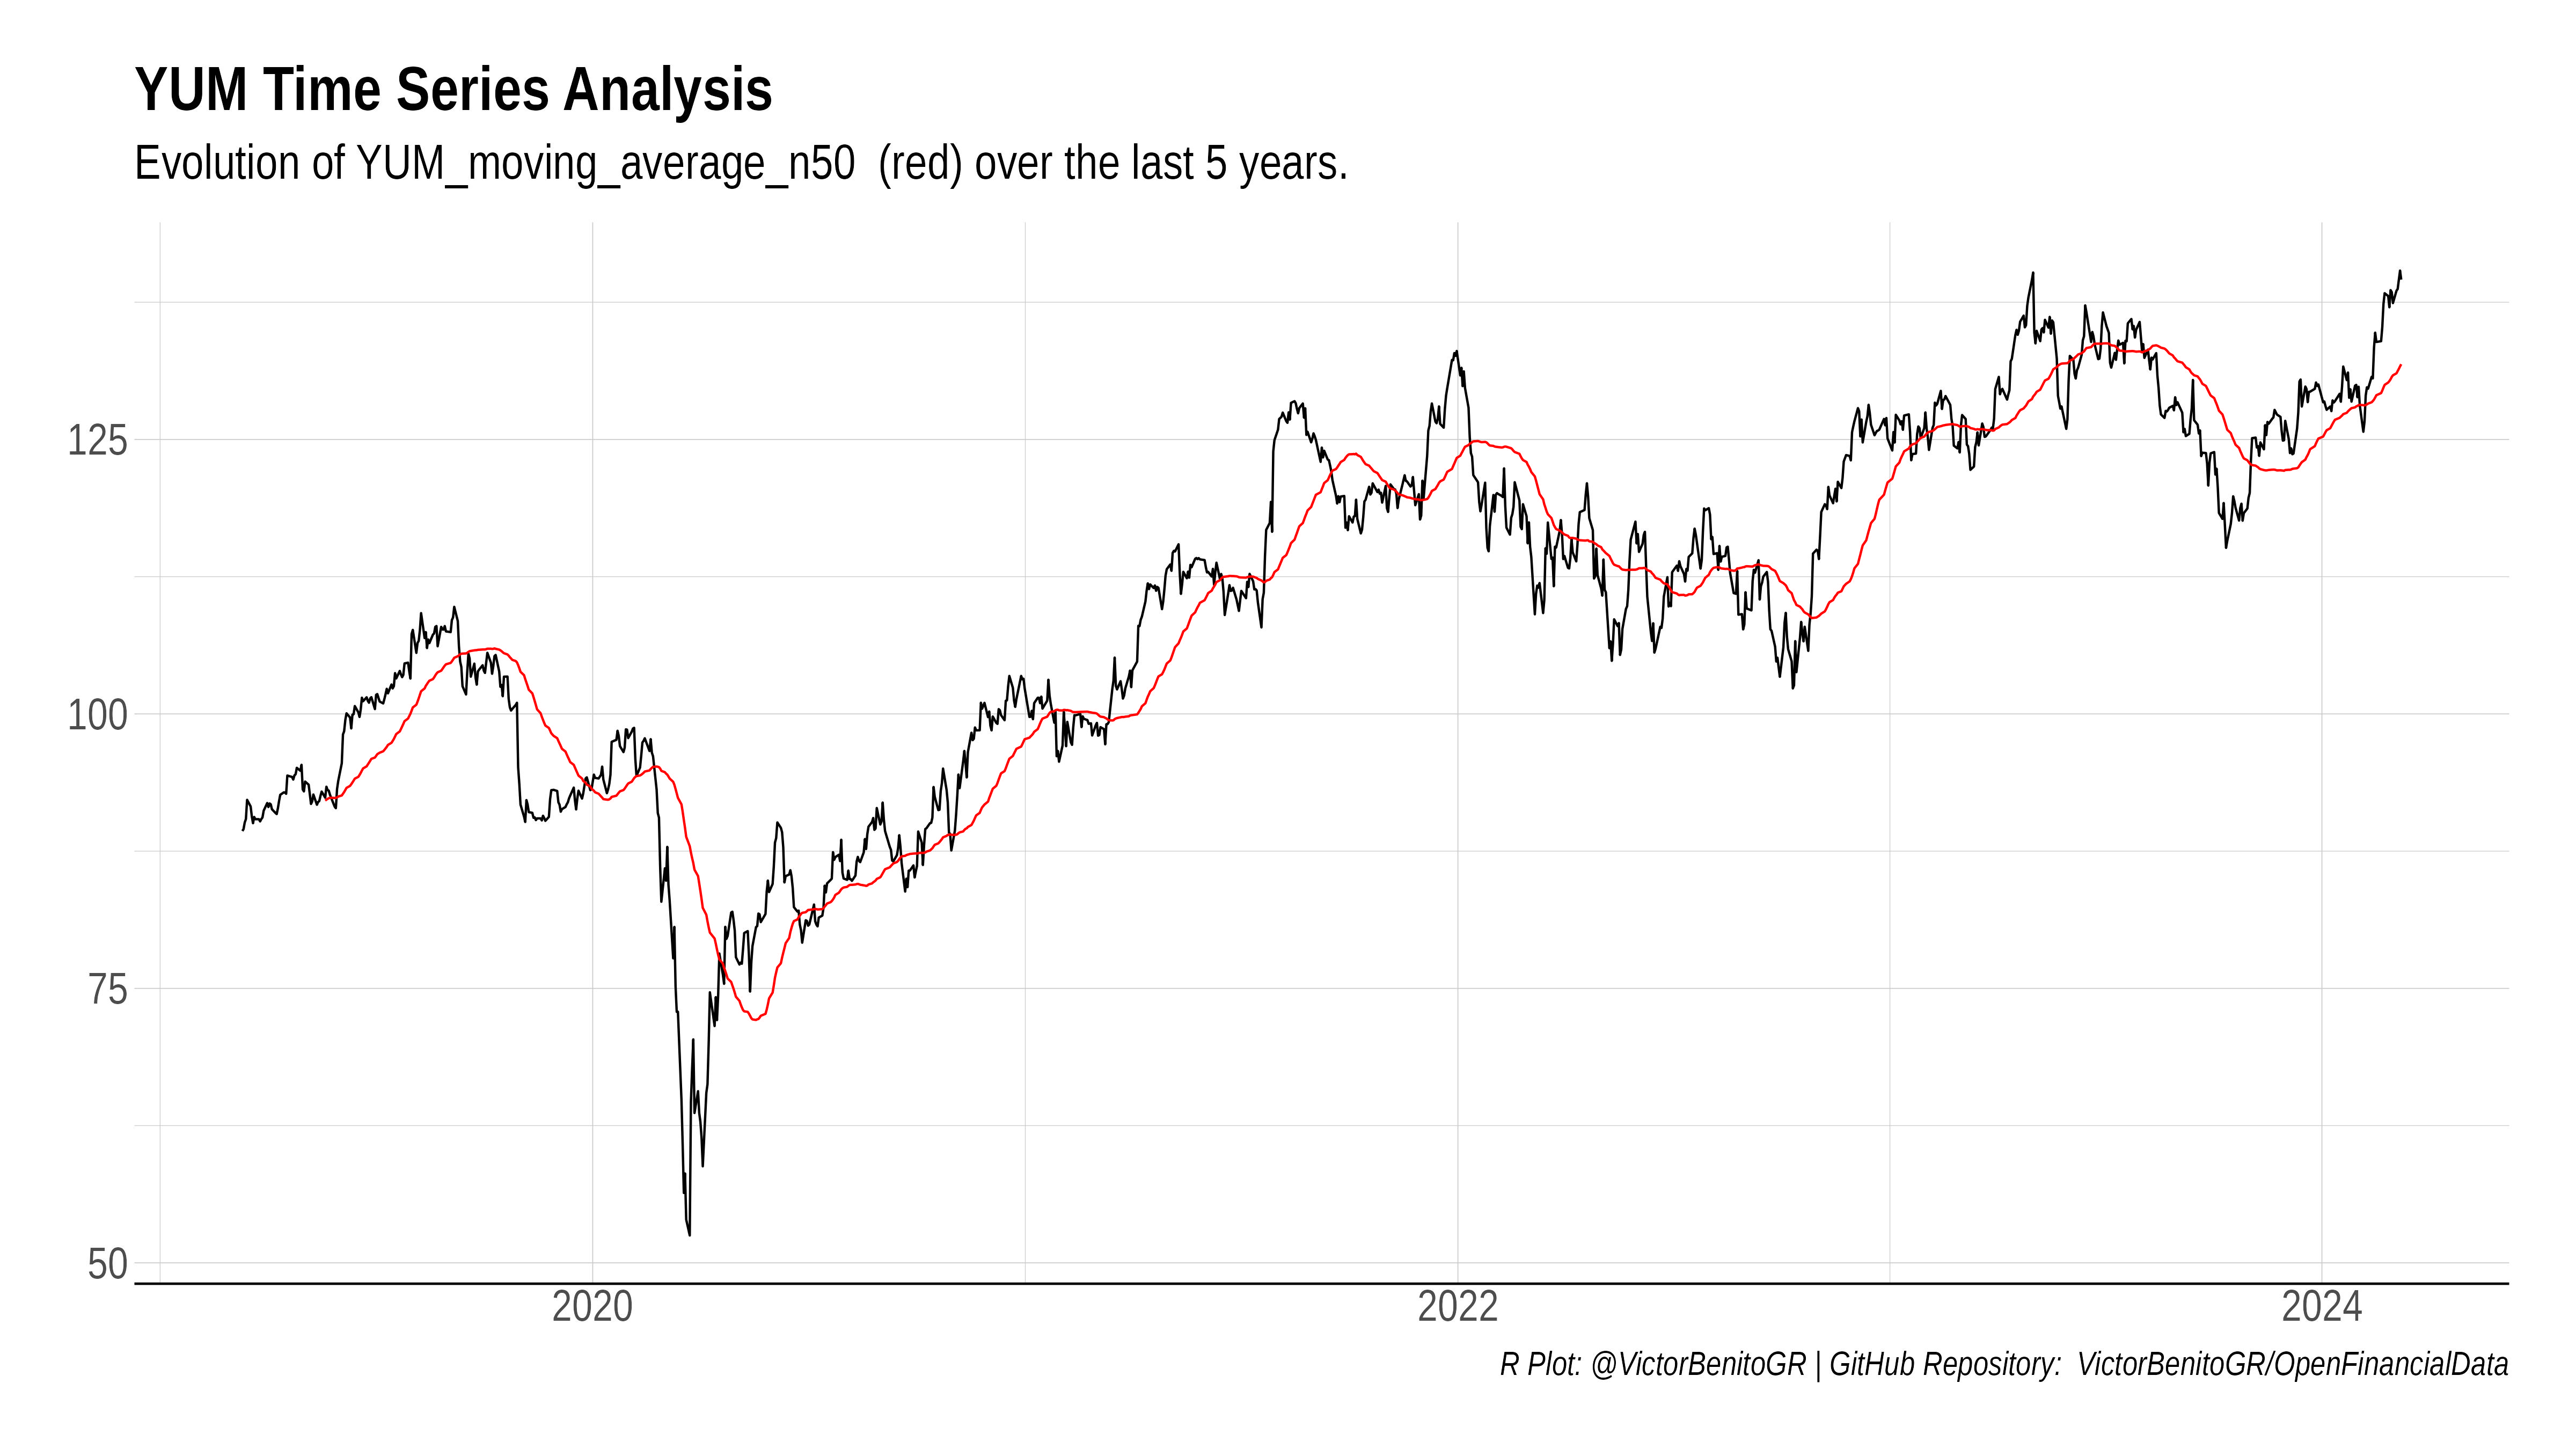 YUM Time Series Analysis
Evolution of YUM_moving_average_n50  (red) over the last 5 years.
125
100
75
50
2020
2022
2024
R Plot: @VictorBenitoGR | GitHub Repository:  VictorBenitoGR/OpenFinancialData